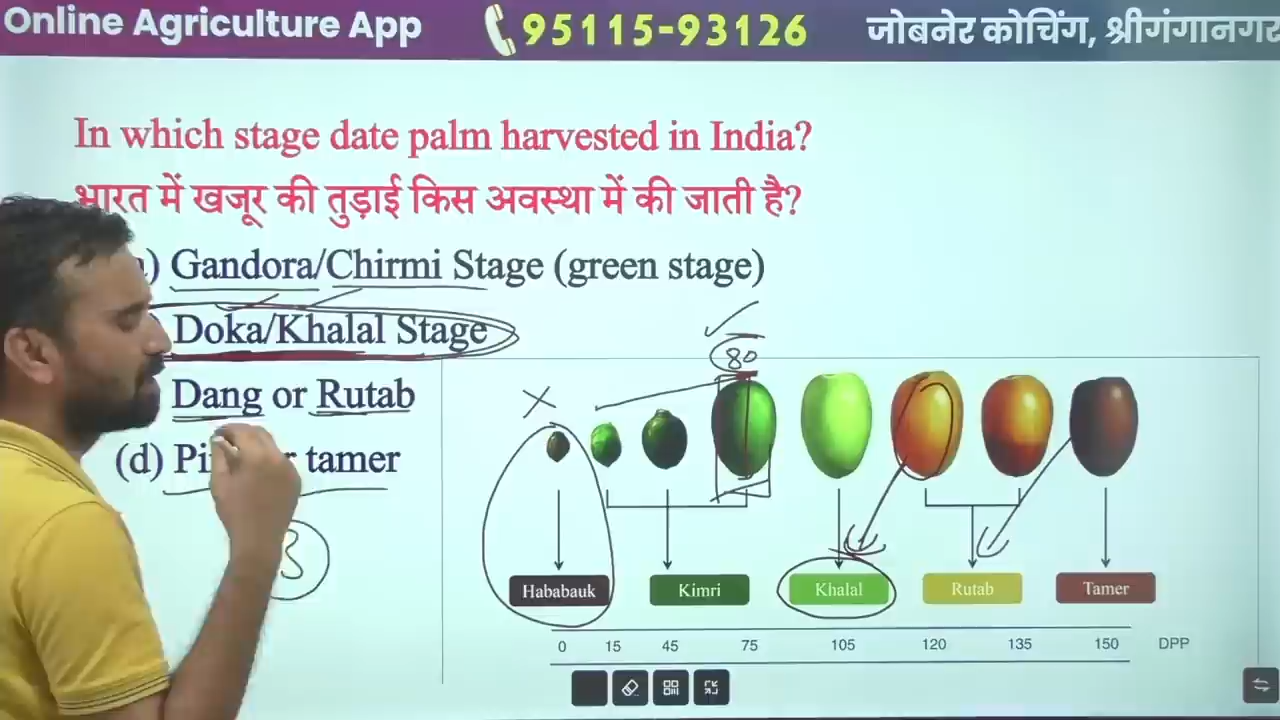 Online Agriculture App 95115-93126 जोबनेर कोचिंग, श्रीगंगानगर
In which stage date palm harvested in India?
भारत में खजूर की तुड़ाई किस अवस्था में की जाती है?
) Gandora/Chirmi Stage (green stage)
Doka/Khalal Stage
Dang or Rutab
(d) tamer
80
3
Hababauk Kimri Khalal Rutab Tamer
0 15 45 75 105 120 135 150 DPP